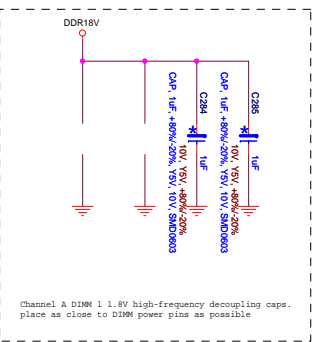 DDR18V
C284
1uF
10V, Y5V, +80%/-20%
CAP, 1uF, +80%/-20%, Y5V, 10V, SMD0603
C285
1uF
10V, Y5V, +80%/-20%
CAP, 1uF, +80%/-20%, Y5V, 10V, SMD0603
Channel A DIMM 1 1.8V high-frequency decoupling caps.
place as close to DIMM power pins as possible